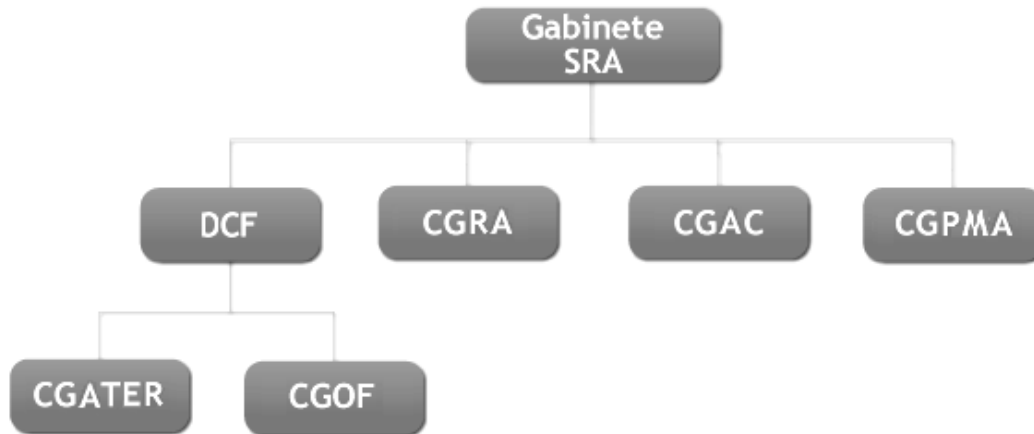 Gabinete
SRA
DCF
CGRA
CGAC
CGPMA
CGATER
CGOF